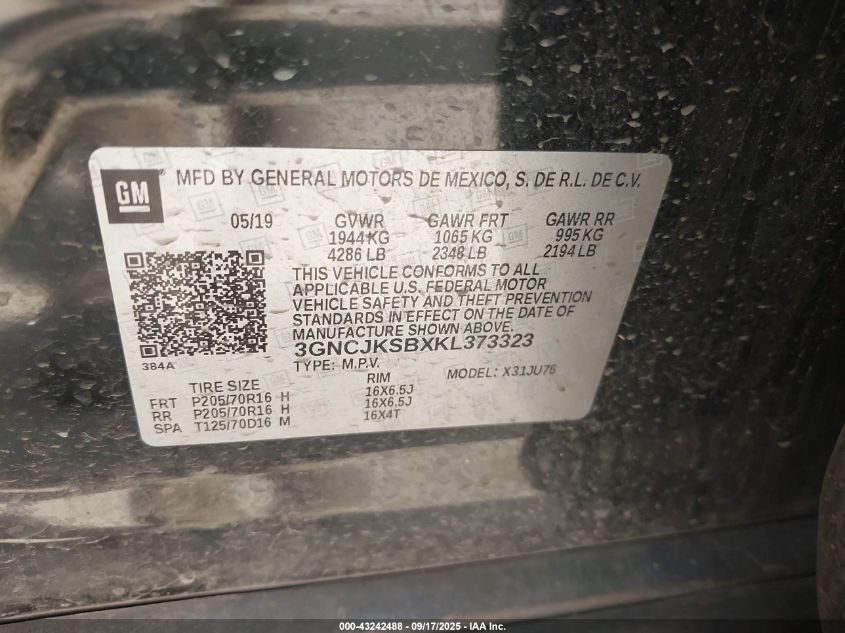 GM ® MFD BY GENERAL MOTORS DE MEXICO, S. DE R.L. DE C.V.
05/19 GVWR GAWR FRT GAWR RR
1944 KG 1065 KG 995 KG
4286 LB 2348 LB 2194 LB
THIS VEHICLE CONFORMS TO ALL
APPLICABLE U.S. FEDERAL MOTOR
VEHICLE SAFETY AND THEFT PREVENTION
STANDARDS IN EFFECT ON THE DATE OF
MANUFACTURE SHOWN ABOVE.
384A 3GNCJKSBXKL373323
TYPE: M.P.V. MODEL: X31JU76
TIRE SIZE RIM
FRT P205/70R16 H 16X6.5J
RR P205/70R16 H 16X6.5J
SPA T125/70D16 M 16X4T
000-43242488 - 09/17/2025 - IAA Inc.